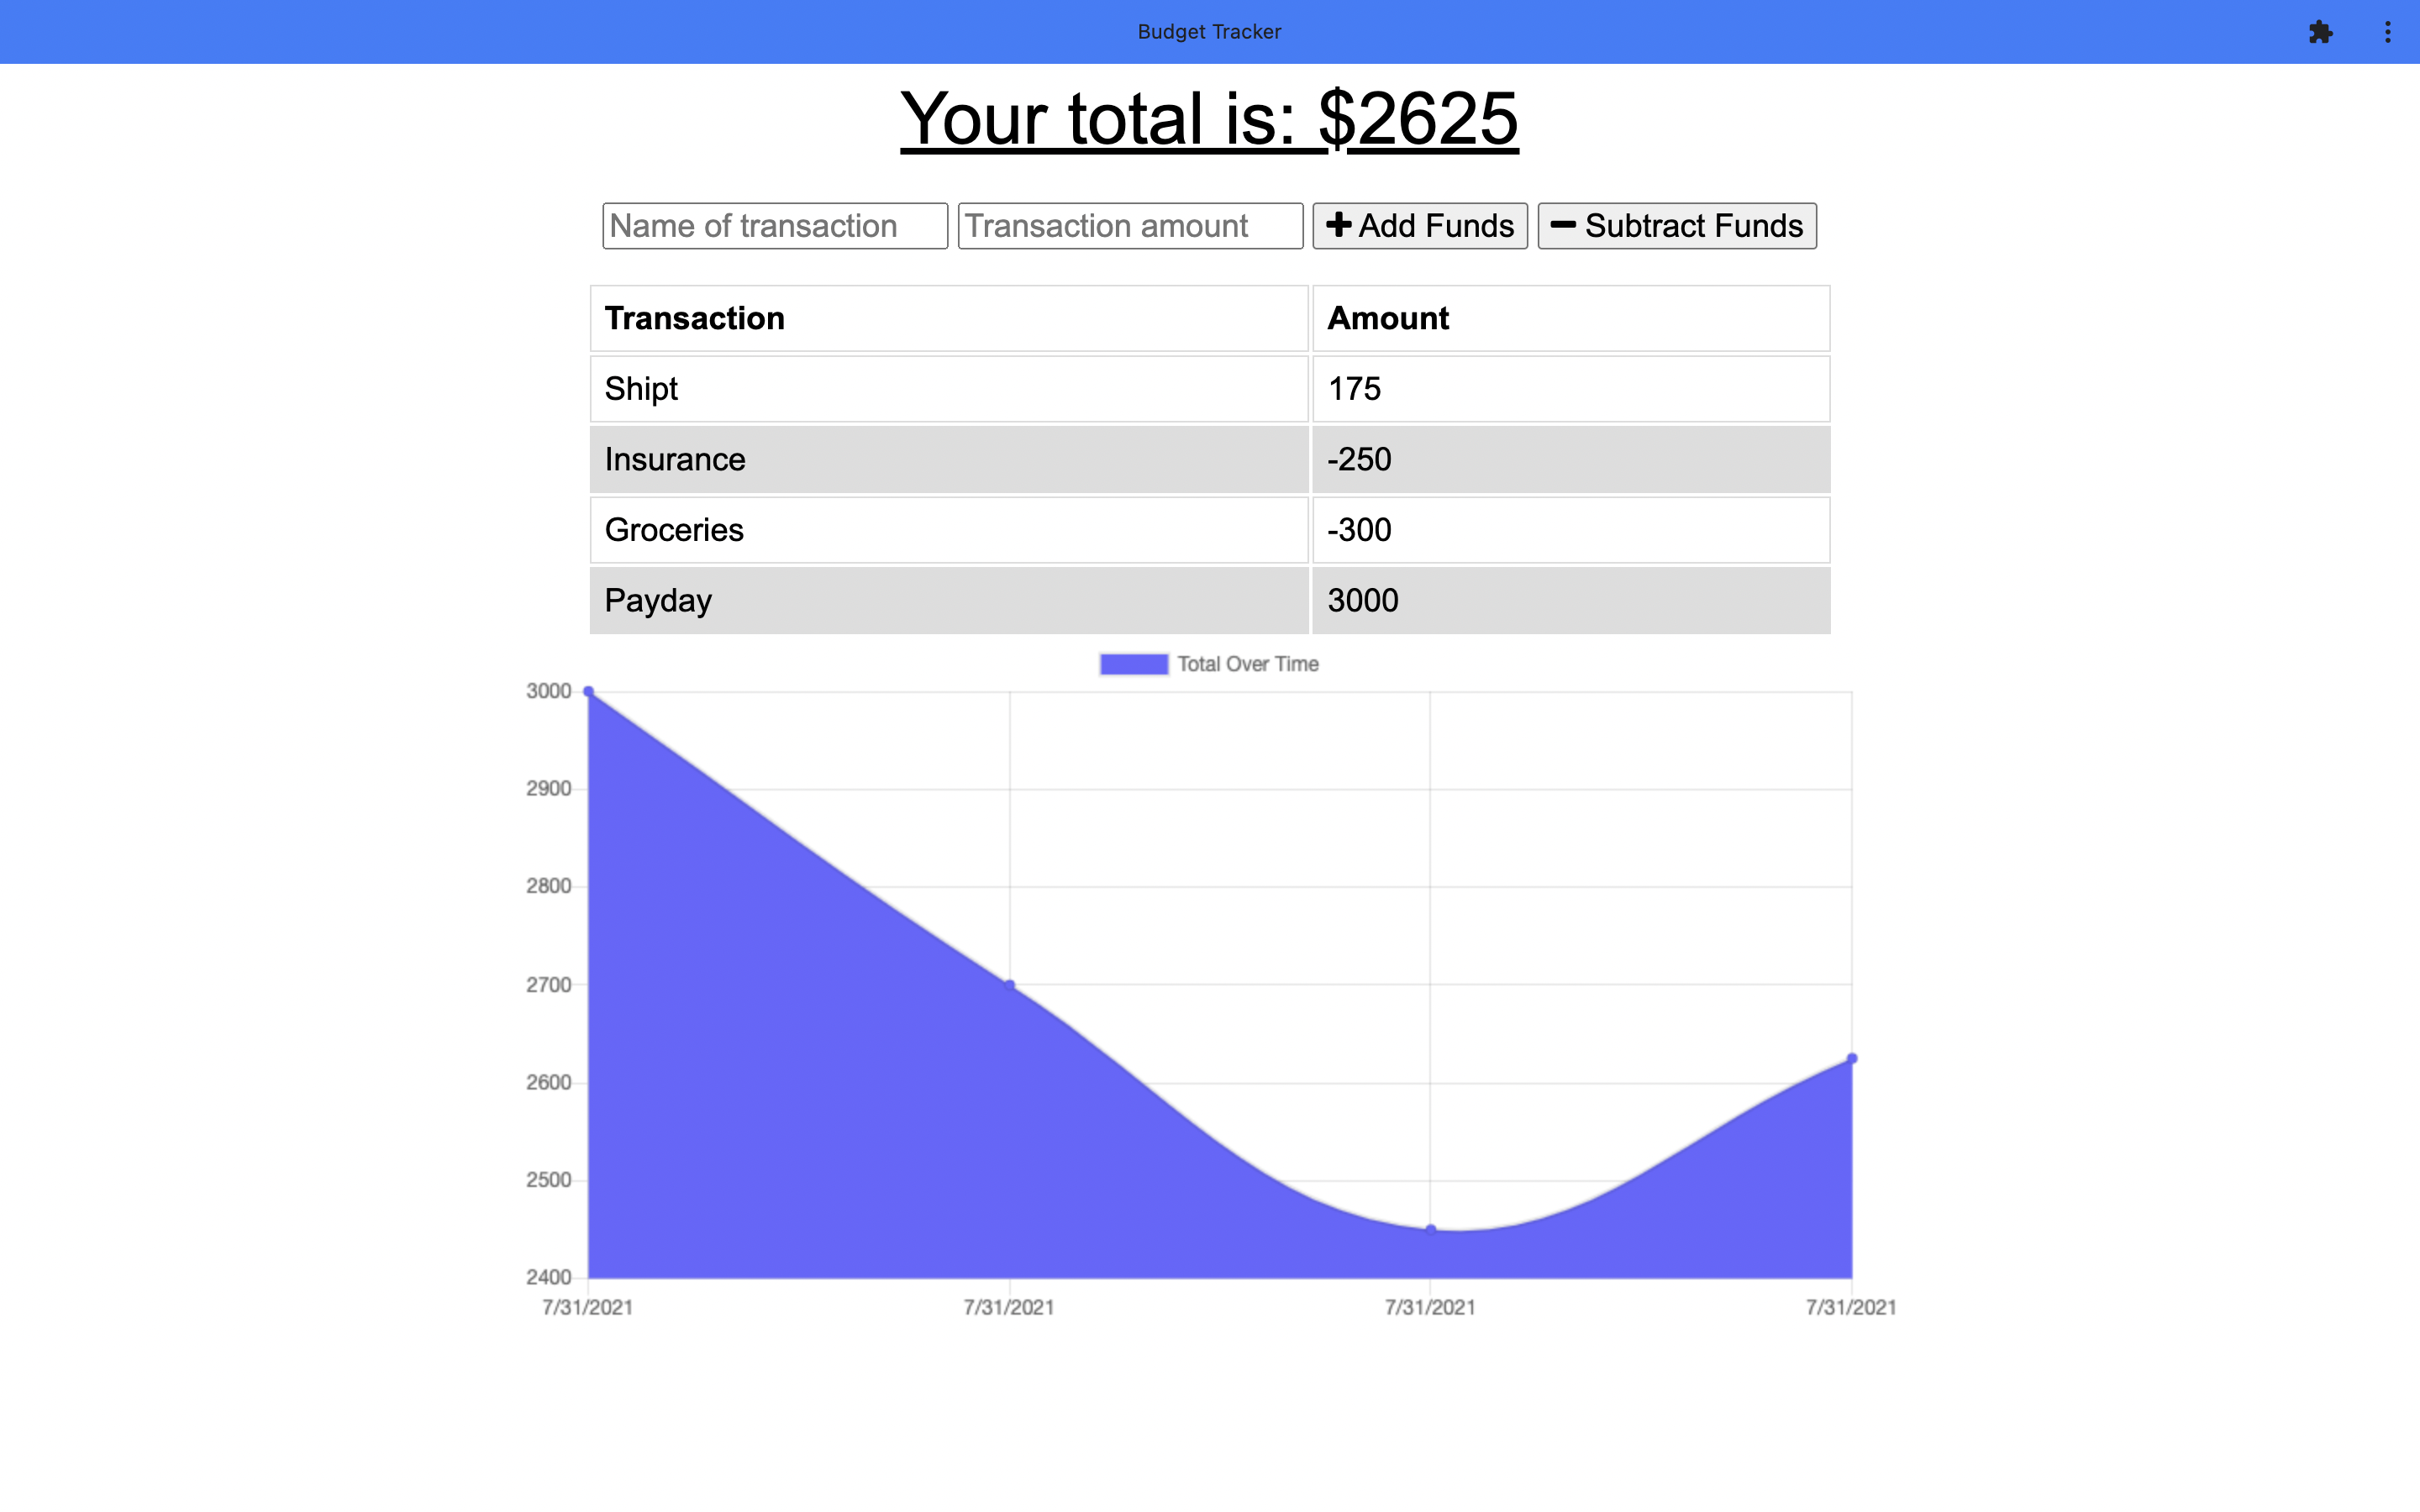 Budget Tracker
Your total is: $2625
Name of transaction Transaction amount Add Funds Subtract Funds
Transaction Amount
Shipt 175
Insurance -250
Groceries -300
Payday 3000
Total Over Time
3000
2900
2800
2700
2600
2500
2400
7/31/2021 7/31/2021 7/31/2021 7/31/2021